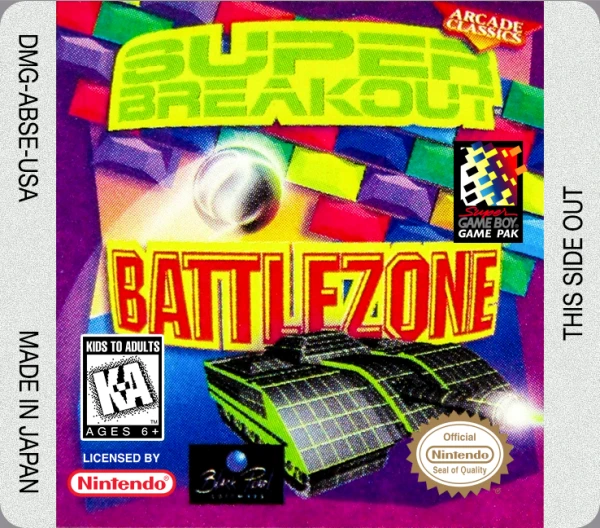 DMG-ABSE-USA
MADE IN JAPAN
ARCADE
CLASSICS
SUPER
BREAKOUT
Super
GAME BOY
GAME PAK
BATTLEZONE
KIDS TO ADULTS
K-A
AGES 6+
LICENSED BY
Nintendo
SOFTWARE
Official
Nintendo
Seal of Quality
THIS SIDE OUT